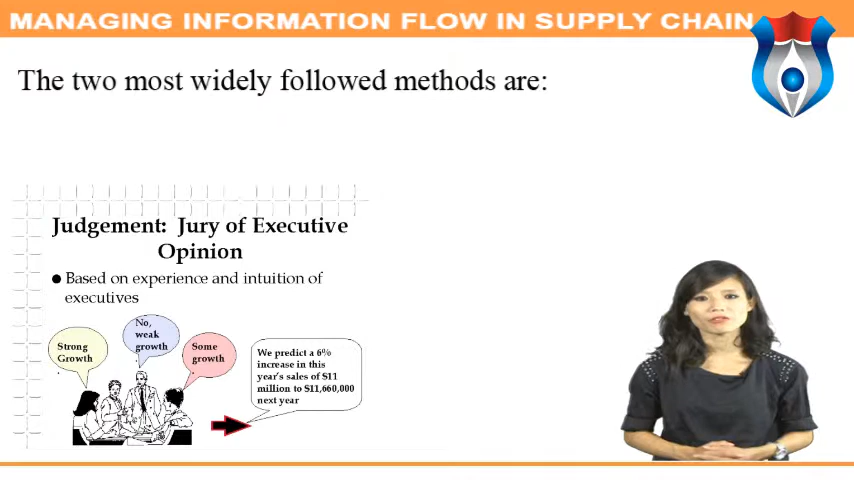 MANAGING INFORMATION FLOW IN SUPPLY CHAIN
The two most widely followed methods are:
Judgement: Jury of Executive
Opinion
● Based on experience and intuition of
executives
Strong
Growth
No,
weak
growth
.
Some
growth
.
We predict a 6%
increase in this
year's sales of $11
million to $11,660,000
next year